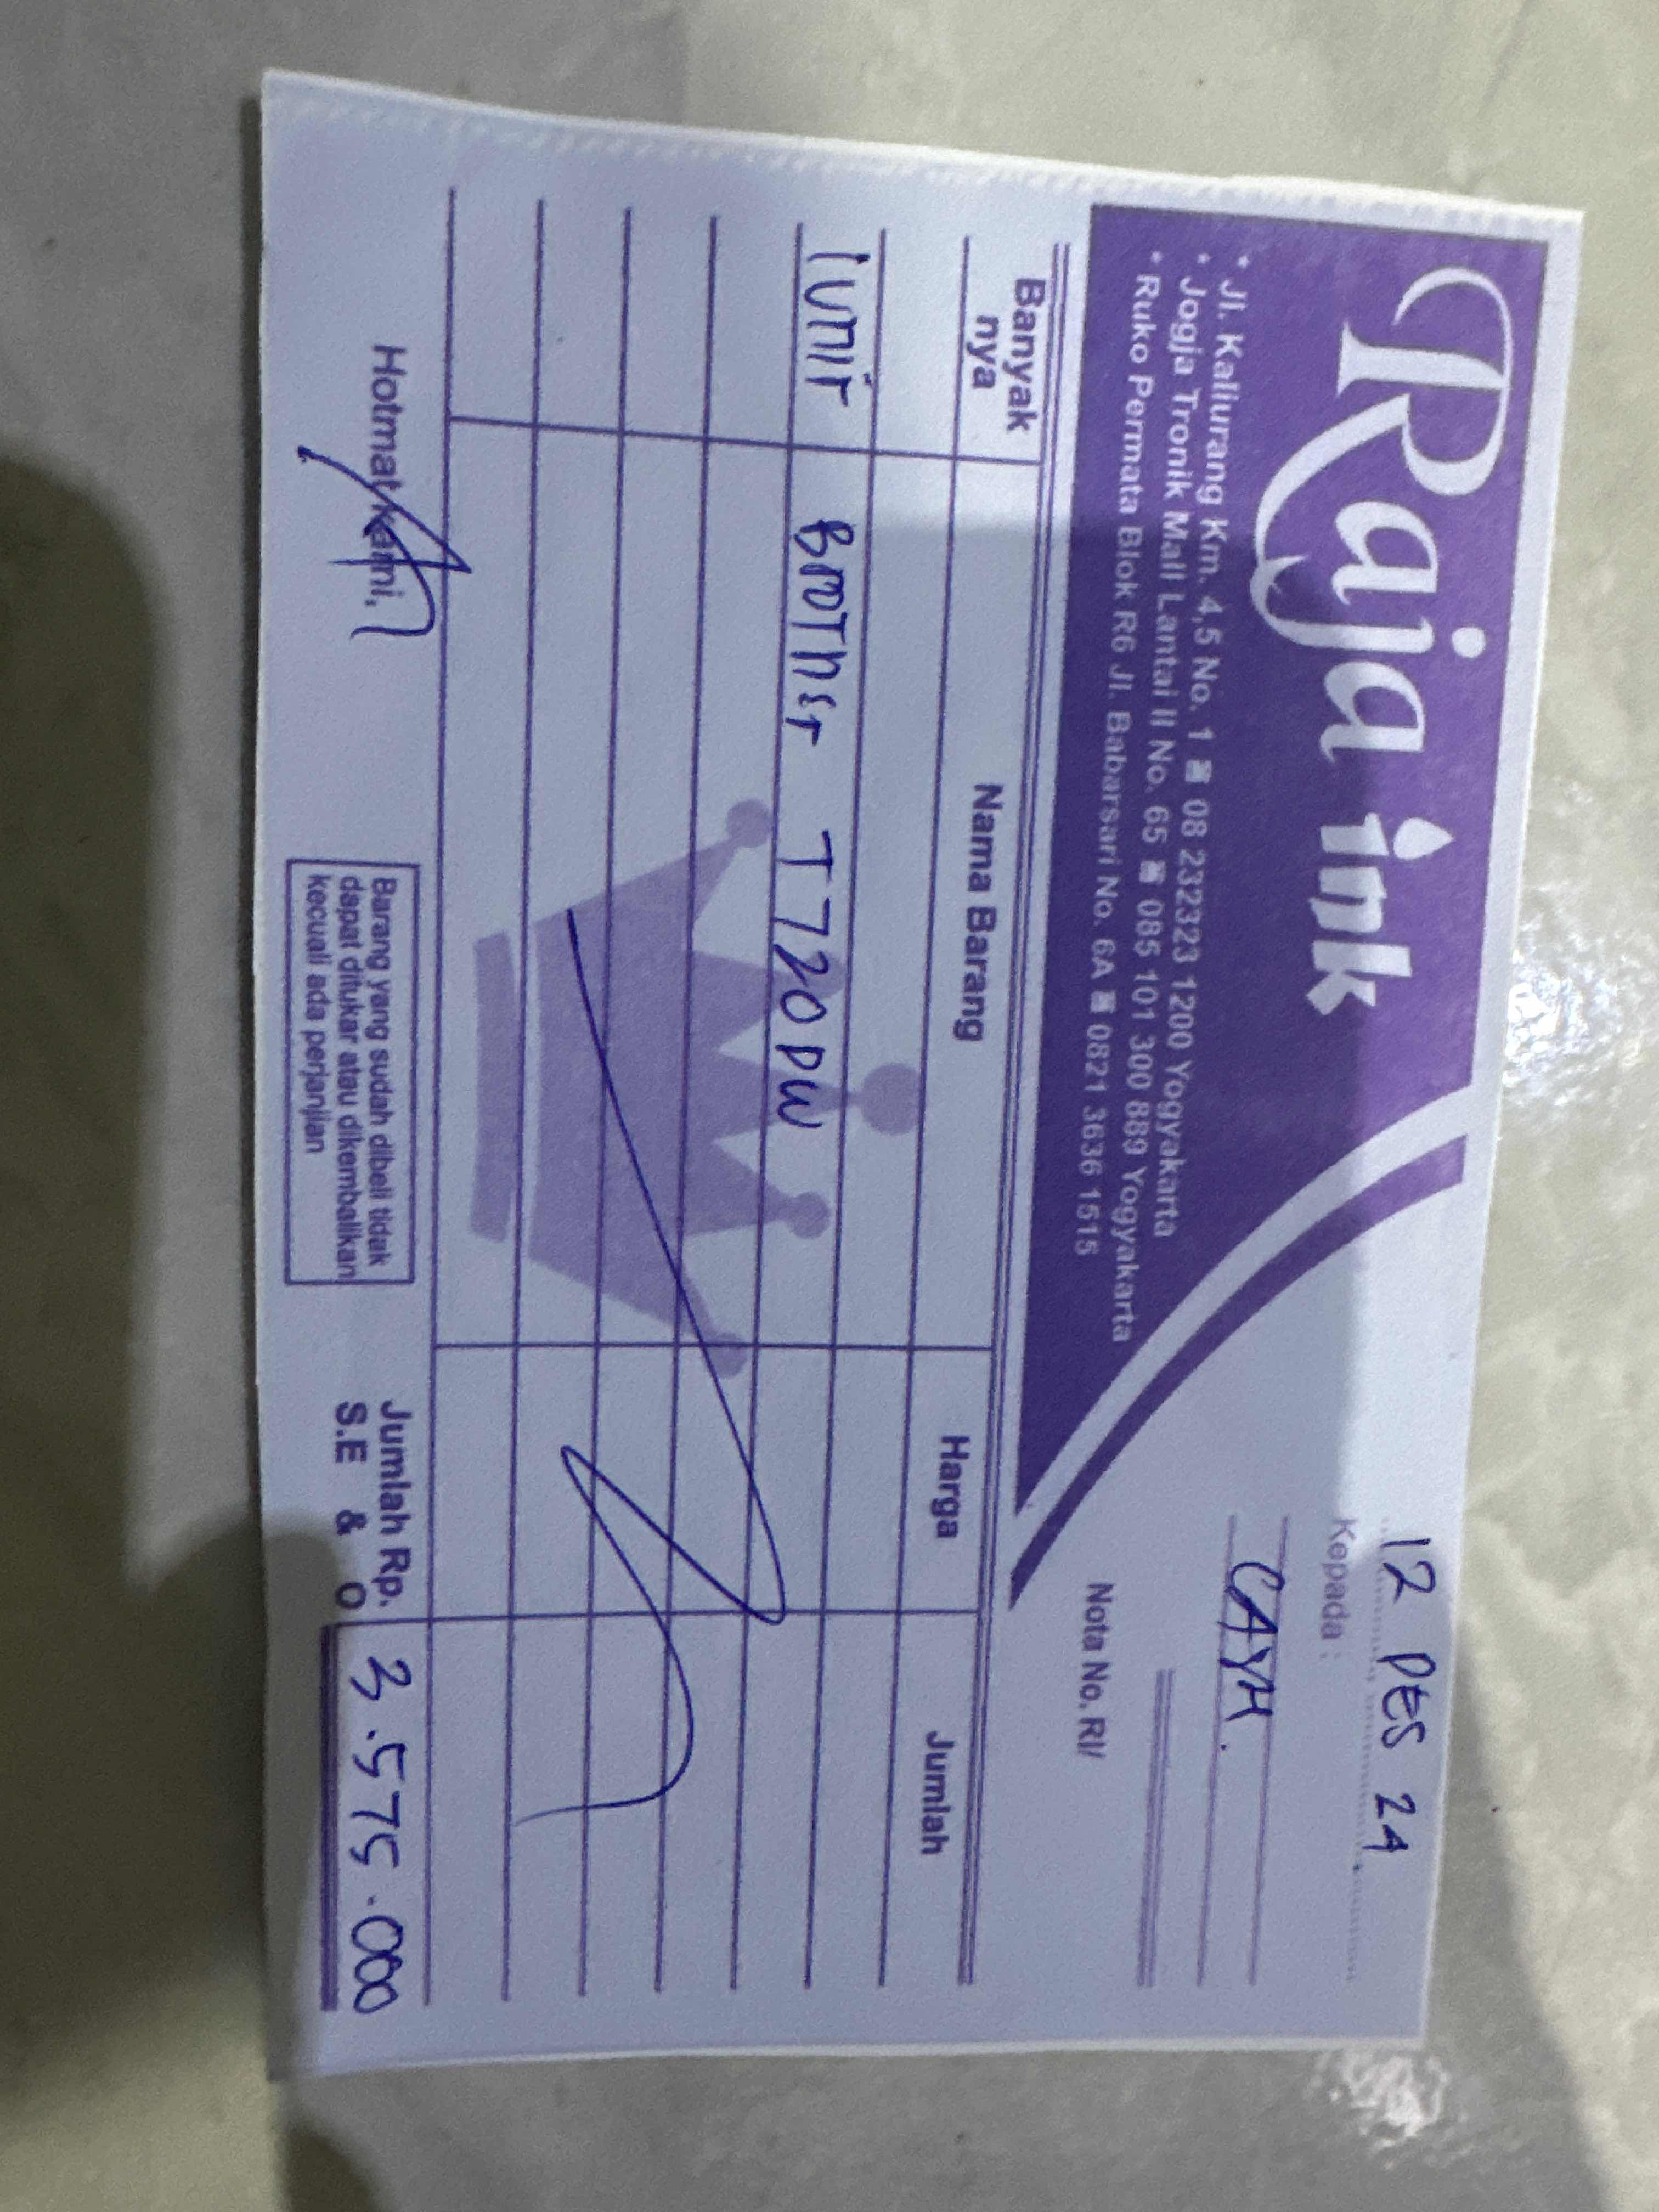 Raja ink
* Jl. Kaliurang Km. 4,5 No. 1 ☎ 08 232323 1200 Yogyakarta
* Jogja Tronik Mall Lantai II No. 65 ☎ 085 101 300 889 Yogyakarta
* Ruko Permata Blok R6 Jl. Babarsari No. 6A ☎ 0821 3636 1515
12 DES 24
Kepada :
CAYH.
Nota No. RI/
Banyak nya Nama Barang Harga Jumlah
1 unit Brother T720DW
Hormat Kami,
Barang yang sudah dibeli tidak
dapat ditukar atau dikembalikan
kecuali ada perjanjian
Jumlah Rp. 3.575.000
S.E & O